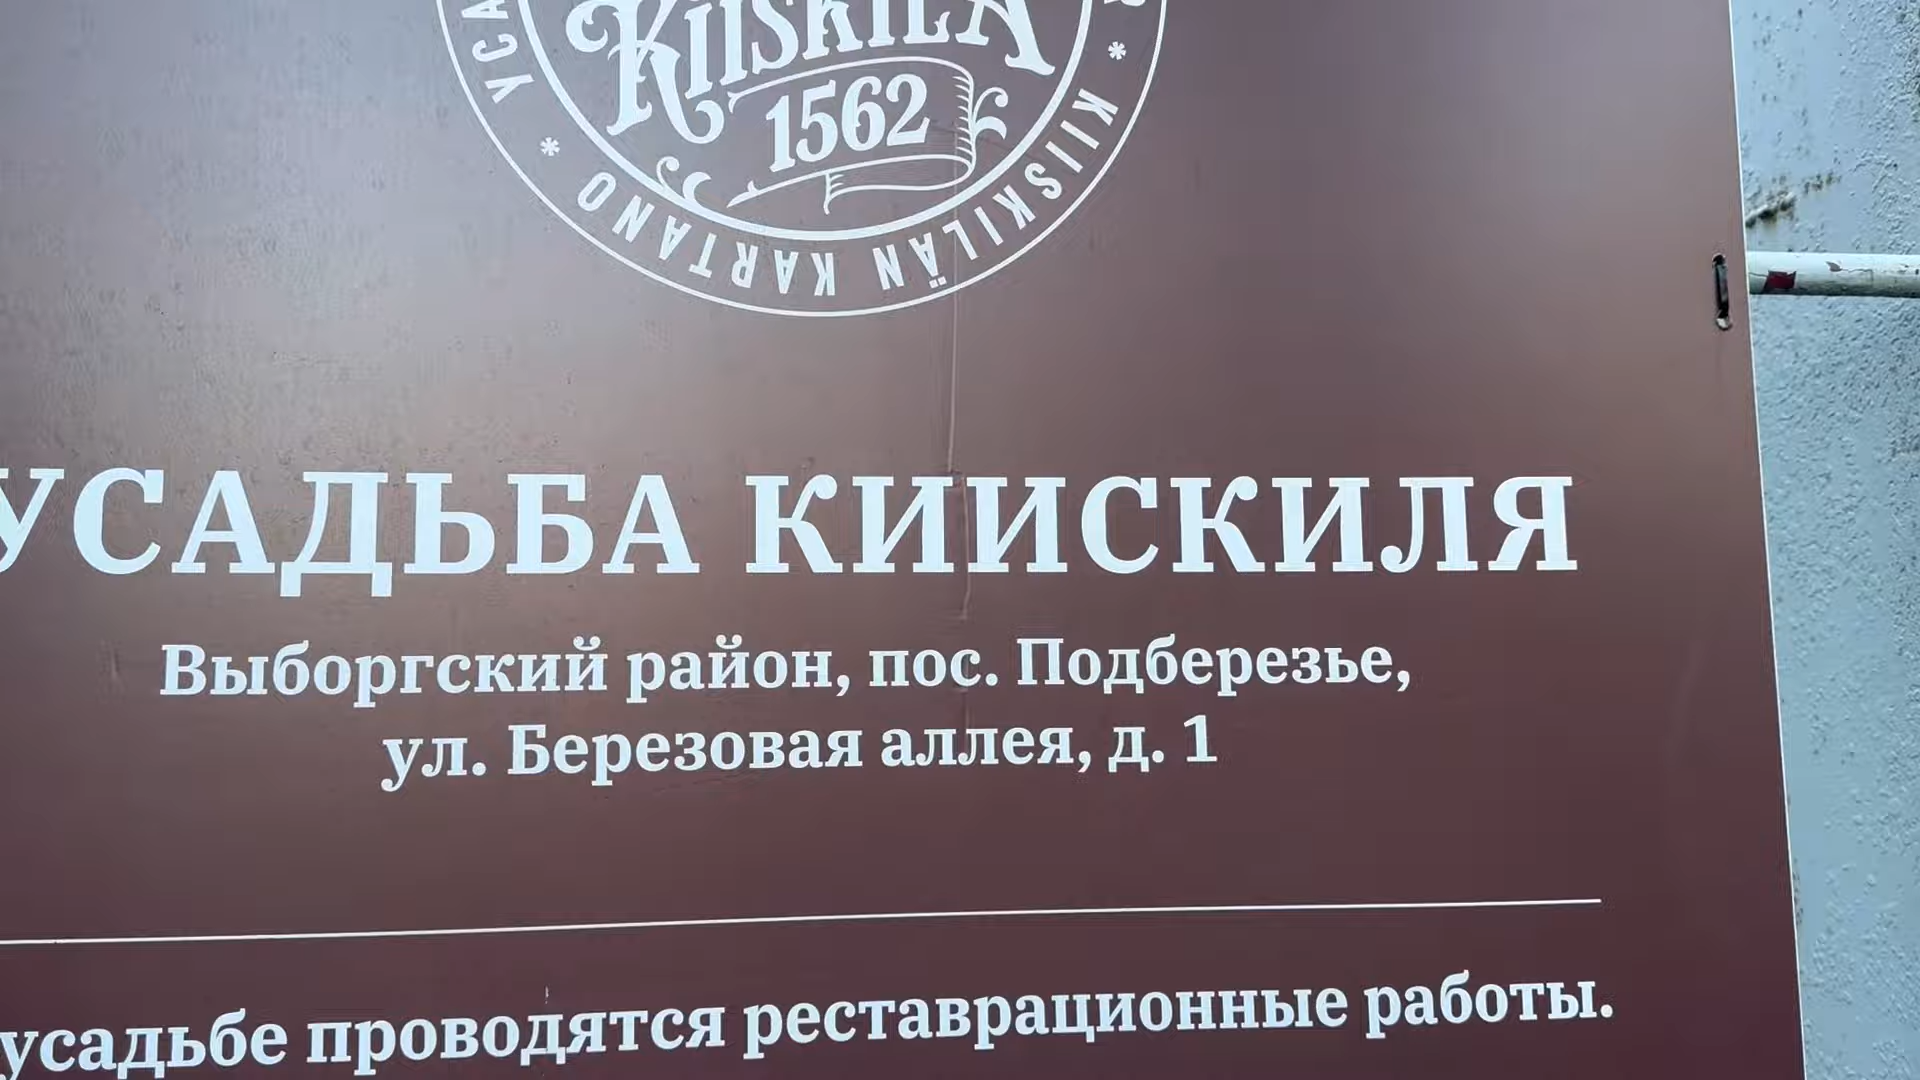 KIISKILÄ
1562
* KIISKILÄN KARTANO *
УСАДЬБА КИИСКИЛЯ
Выборгский район, пос. Подберезье,
ул. Березовая аллея, д. 1
усадьбе проводятся реставрационные работы.